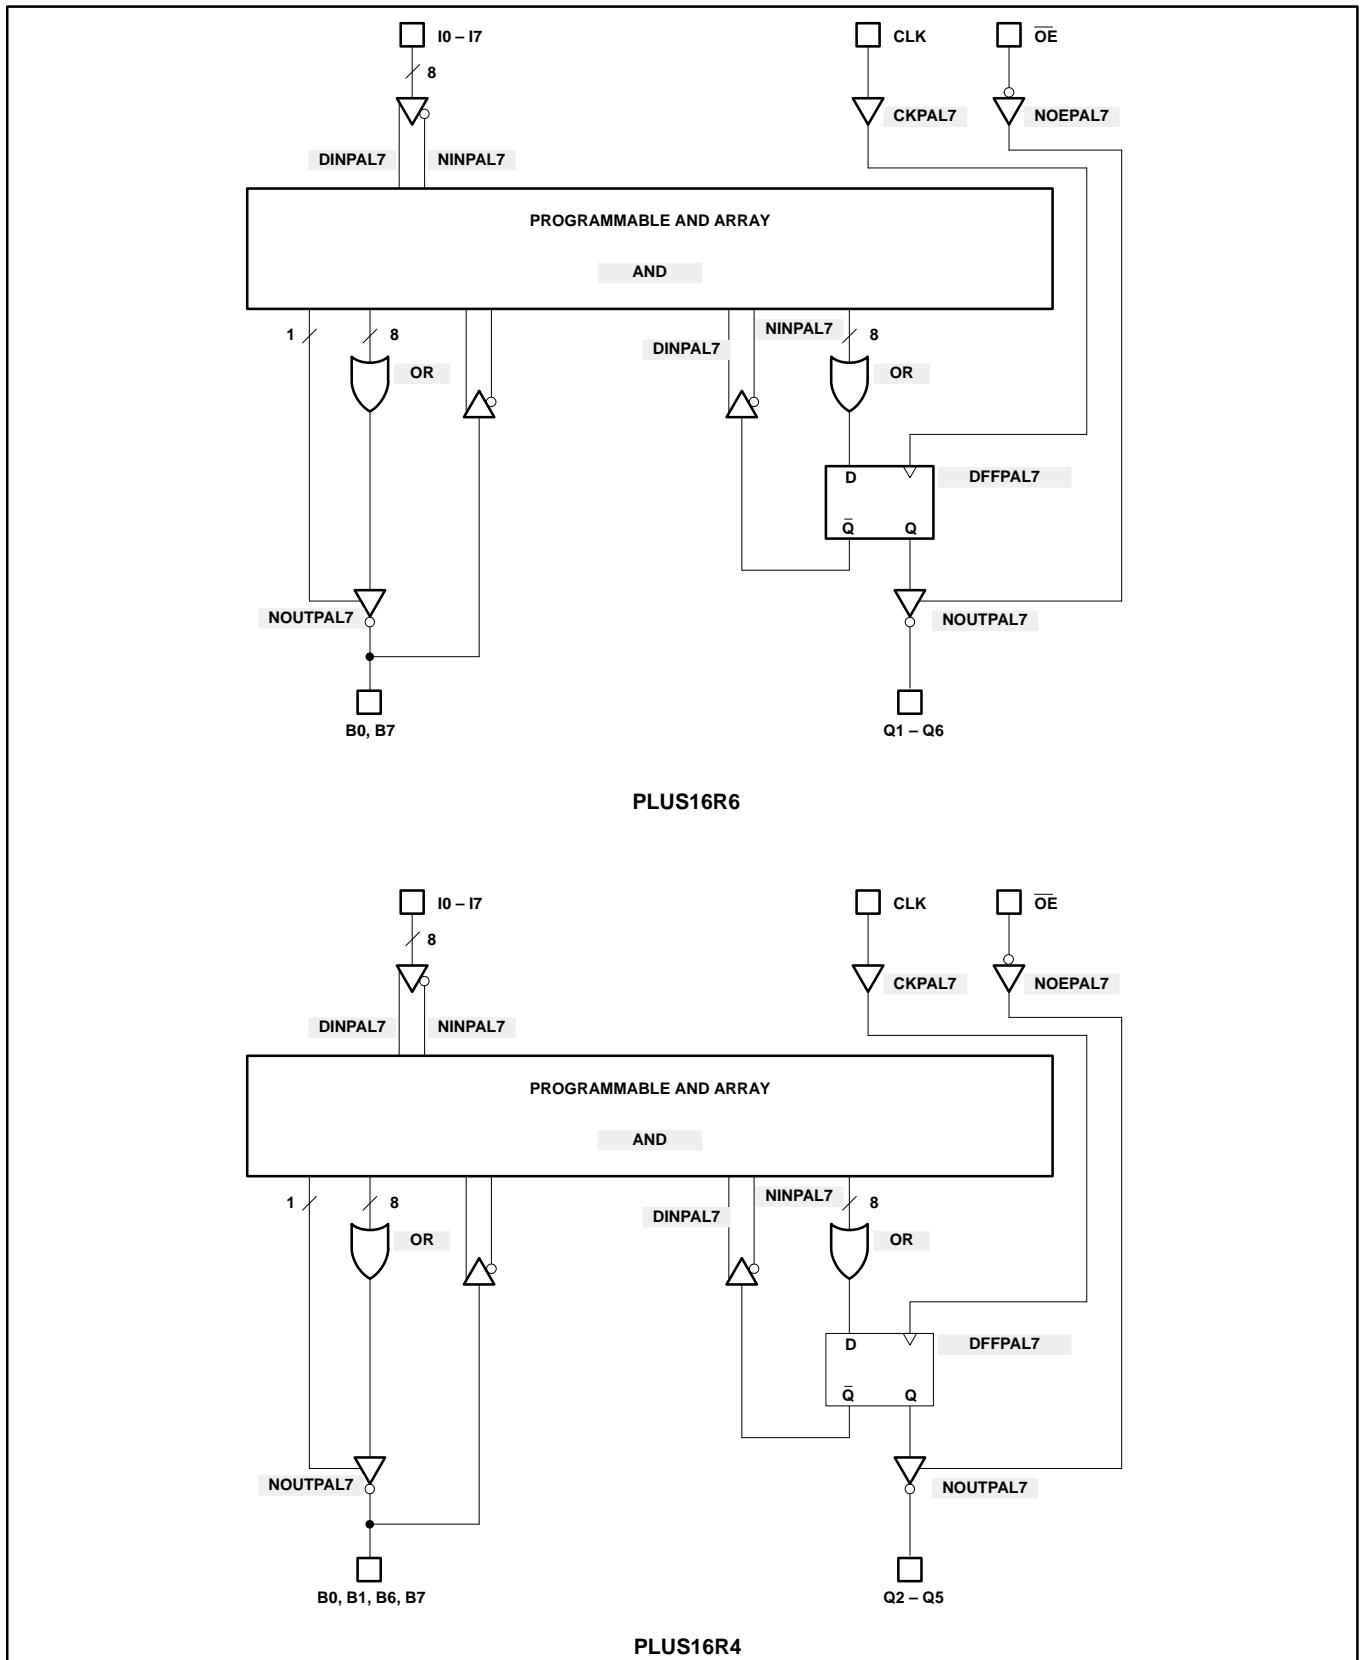 I0 – I7
CLK
OE
8
CKPAL7
NOEPAL7
DINPAL7
NINPAL7
PROGRAMMABLE AND ARRAY
AND
1
8
NINPAL7
8
DINPAL7
OR
OR
D
DFFPAL7
Q̅
Q
NOUTPAL7
NOUTPAL7
B0, B7
Q1 – Q6
PLUS16R6
I0 – I7
CLK
OE
8
CKPAL7
NOEPAL7
DINPAL7
NINPAL7
PROGRAMMABLE AND ARRAY
AND
1
8
NINPAL7
8
DINPAL7
OR
OR
D
DFFPAL7
Q̅
Q
NOUTPAL7
NOUTPAL7
B0, B1, B6, B7
Q2 – Q5
PLUS16R4